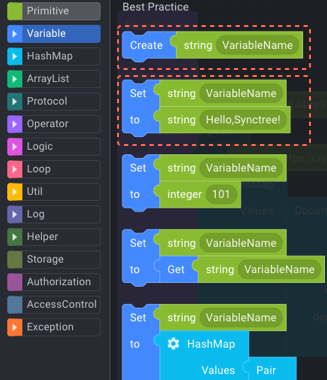 Primitive
Variable
HashMap
ArrayList
Protocol
Operator
Logic
Loop
Util
Log
Helper
Storage
Authorization
AccessControl
Exception
Best Practice
Create string VariableName
Set string VariableName
to string Hello,Synctree!
Set string VariableName
to integer 101
Set string VariableName
to Get string VariableName
Set string VariableName
to HashMap
Values Pair